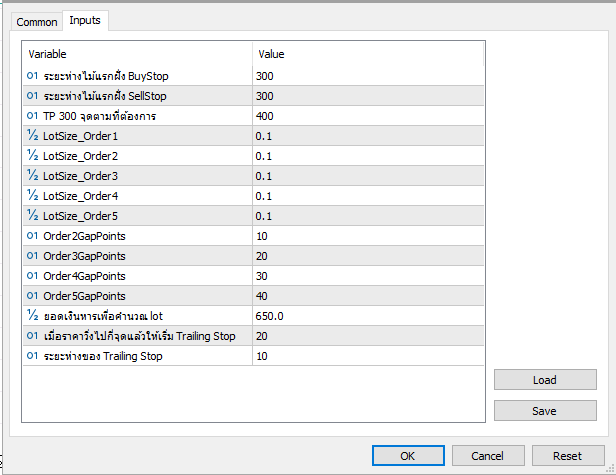 Common Inputs
Variable Value
01 ระยะห่างไม้แรกฝั่ง BuyStop 300
01 ระยะห่างไม้แรกฝั่ง SellStop 300
01 TP 300 จุดตามที่ต้องการ 400
½ LotSize_Order1 0.1
½ LotSize_Order2 0.1
½ LotSize_Order3 0.1
½ LotSize_Order4 0.1
½ LotSize_Order5 0.1
01 Order2GapPoints 10
01 Order3GapPoints 20
01 Order4GapPoints 30
01 Order5GapPoints 40
½ ยอดเงินหารเพื่อคำนวณ lot 650.0
01 เมื่อราคาวิ่งไปกี่จุดแล้วให้เริ่ม Trailing Stop 20
01 ระยะห่างของ Trailing Stop 10
Load
Save
OK Cancel Reset